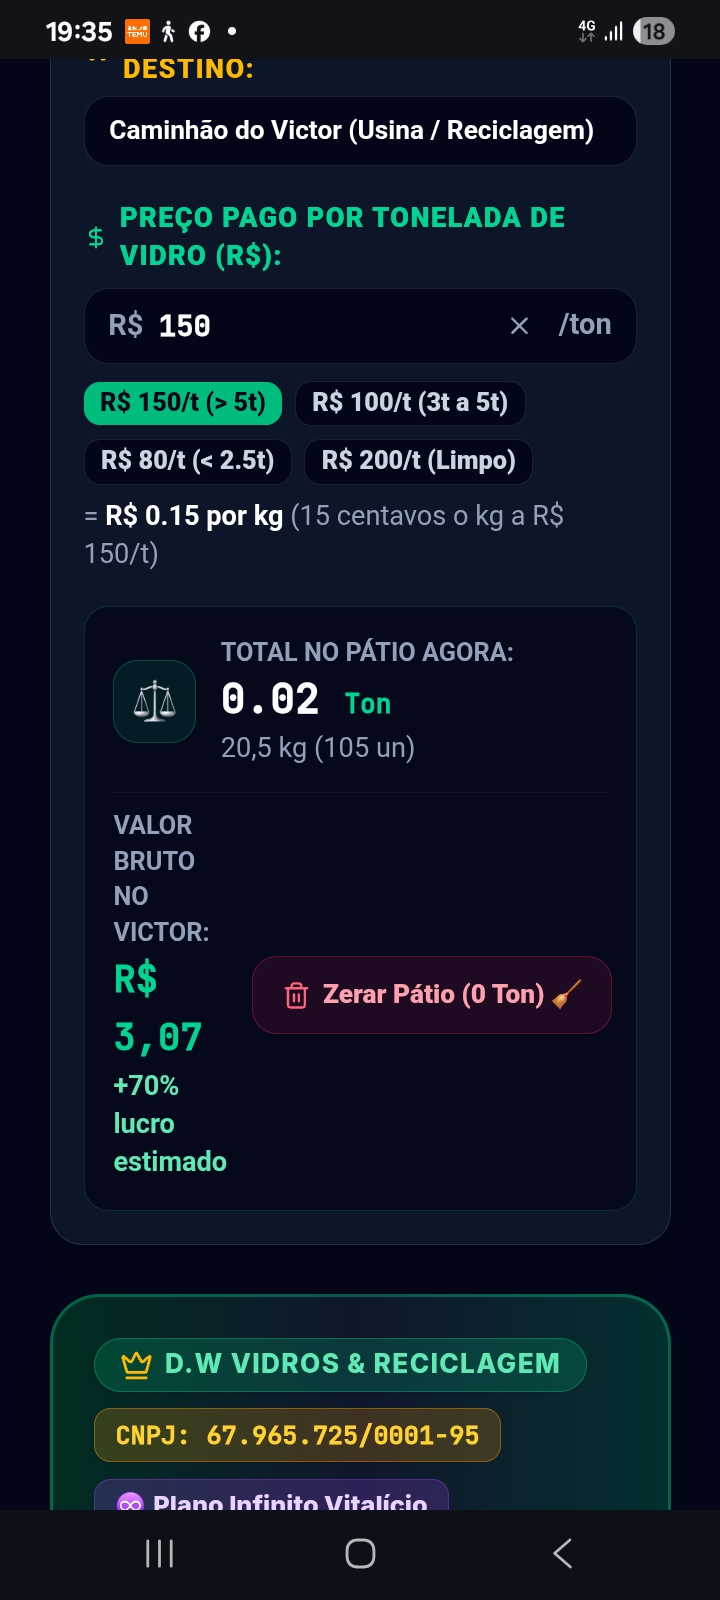 19:35
TEMU
4G
18
DESTINO:
Caminhão do Victor (Usina / Reciclagem)
$ PREÇO PAGO POR TONELADA DE
VIDRO (R$):
R$ 150 × /ton
R$ 150/t (> 5t)
R$ 100/t (3t a 5t)
R$ 80/t (< 2.5t)
R$ 200/t (Limpo)
= R$ 0.15 por kg (15 centavos o kg a R$
150/t)
TOTAL NO PÁTIO AGORA:
0.02 Ton
20,5 kg (105 un)
VALOR
BRUTO
NO
VICTOR:
R$
3,07
+70%
lucro
estimado
Zerar Pátio (0 Ton)
D.W VIDROS & RECICLAGEM
CNPJ: 67.965.725/0001-95
Plano Infinito Vitalício